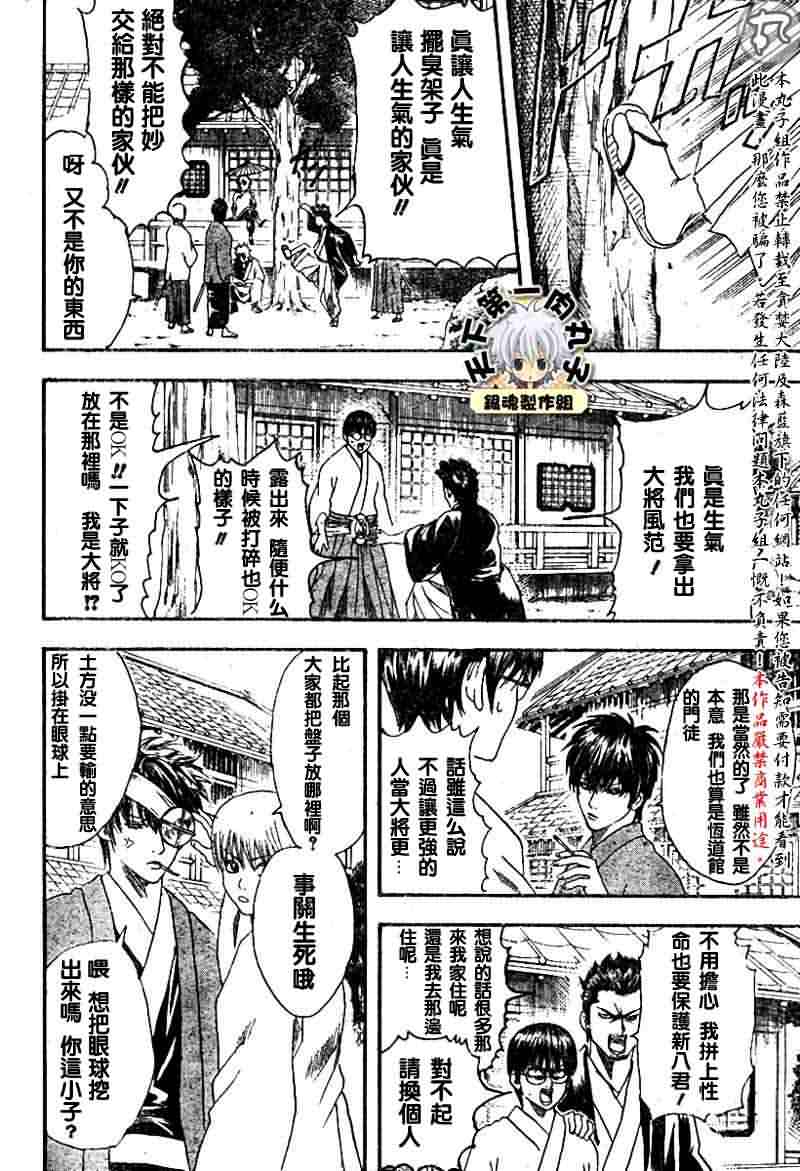 真讓人生氣
擺臭架子 真是
讓人生氣的家伙!!
絕對不能把妙
交給那樣的家伙!!
呀 又不是你的東西
天下第一肉丸子
銀魂製作組
真是生氣
我們也要拿出
大將風范!
露出來 隨便什么
時候被打碎也OK
的樣子!!
不是OK!!一下子就KO了
放在那裡嗎 我是大將!?
那是當然的了 雖然不是
本意 我們也算是恆道館
的門徒
話雖這么說
不過讓更強的
人當大將更…
比起那個
大家都把盤子放哪裡啊?
土方没一點要輸的意思
所以掛在眼球上
事關生死哦
喂 想把眼球挖
出來嗎 你這小子?
不用擔心 我拼上性
命也要保護新八君!
想說的話很多那
來我家住呢
還是我去那邊
住呢…
對不起
請換個人
本丸子組作品禁止轉載至貪婪大陸及森藍旗下的任何網站!如果您被告知需要付款才能看到
此漫畫,那麼您被騙了。若發生任何法律問題本丸子組一慨不負責!本作品嚴禁商業用途。